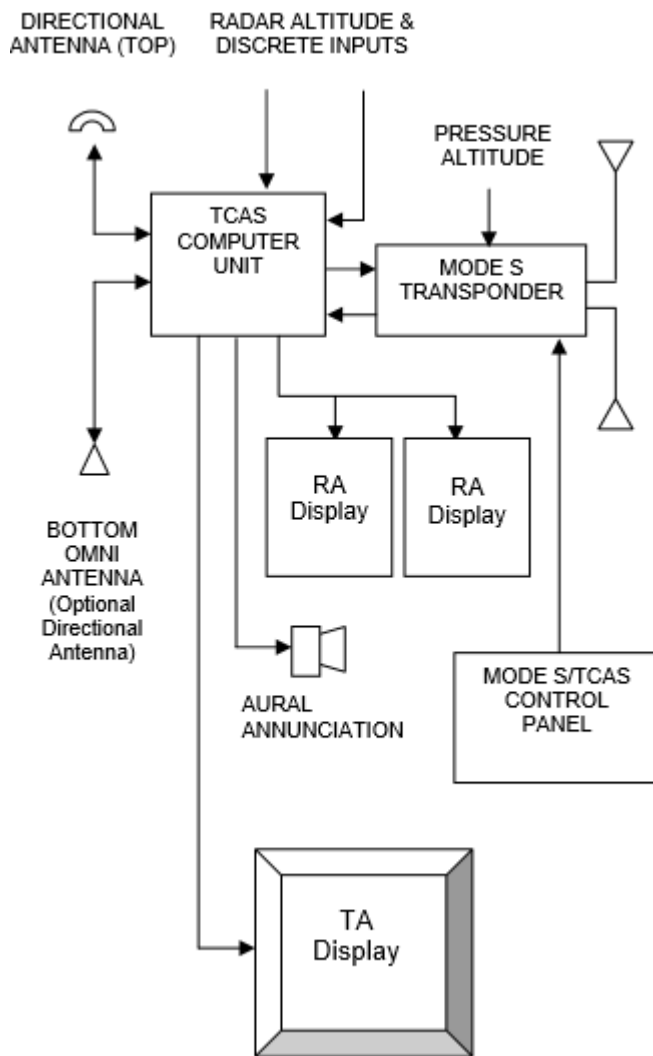 DIRECTIONAL
ANTENNA (TOP)
RADAR ALTITUDE &
DISCRETE INPUTS
PRESSURE
ALTITUDE
TCAS
COMPUTER
UNIT
MODE S
TRANSPONDER
RA
Display
RA
Display
BOTTOM
OMNI
ANTENNA
(Optional
Directional
Antenna)
AURAL
ANNUNCIATION
MODE S/TCAS
CONTROL
PANEL
TA
Display